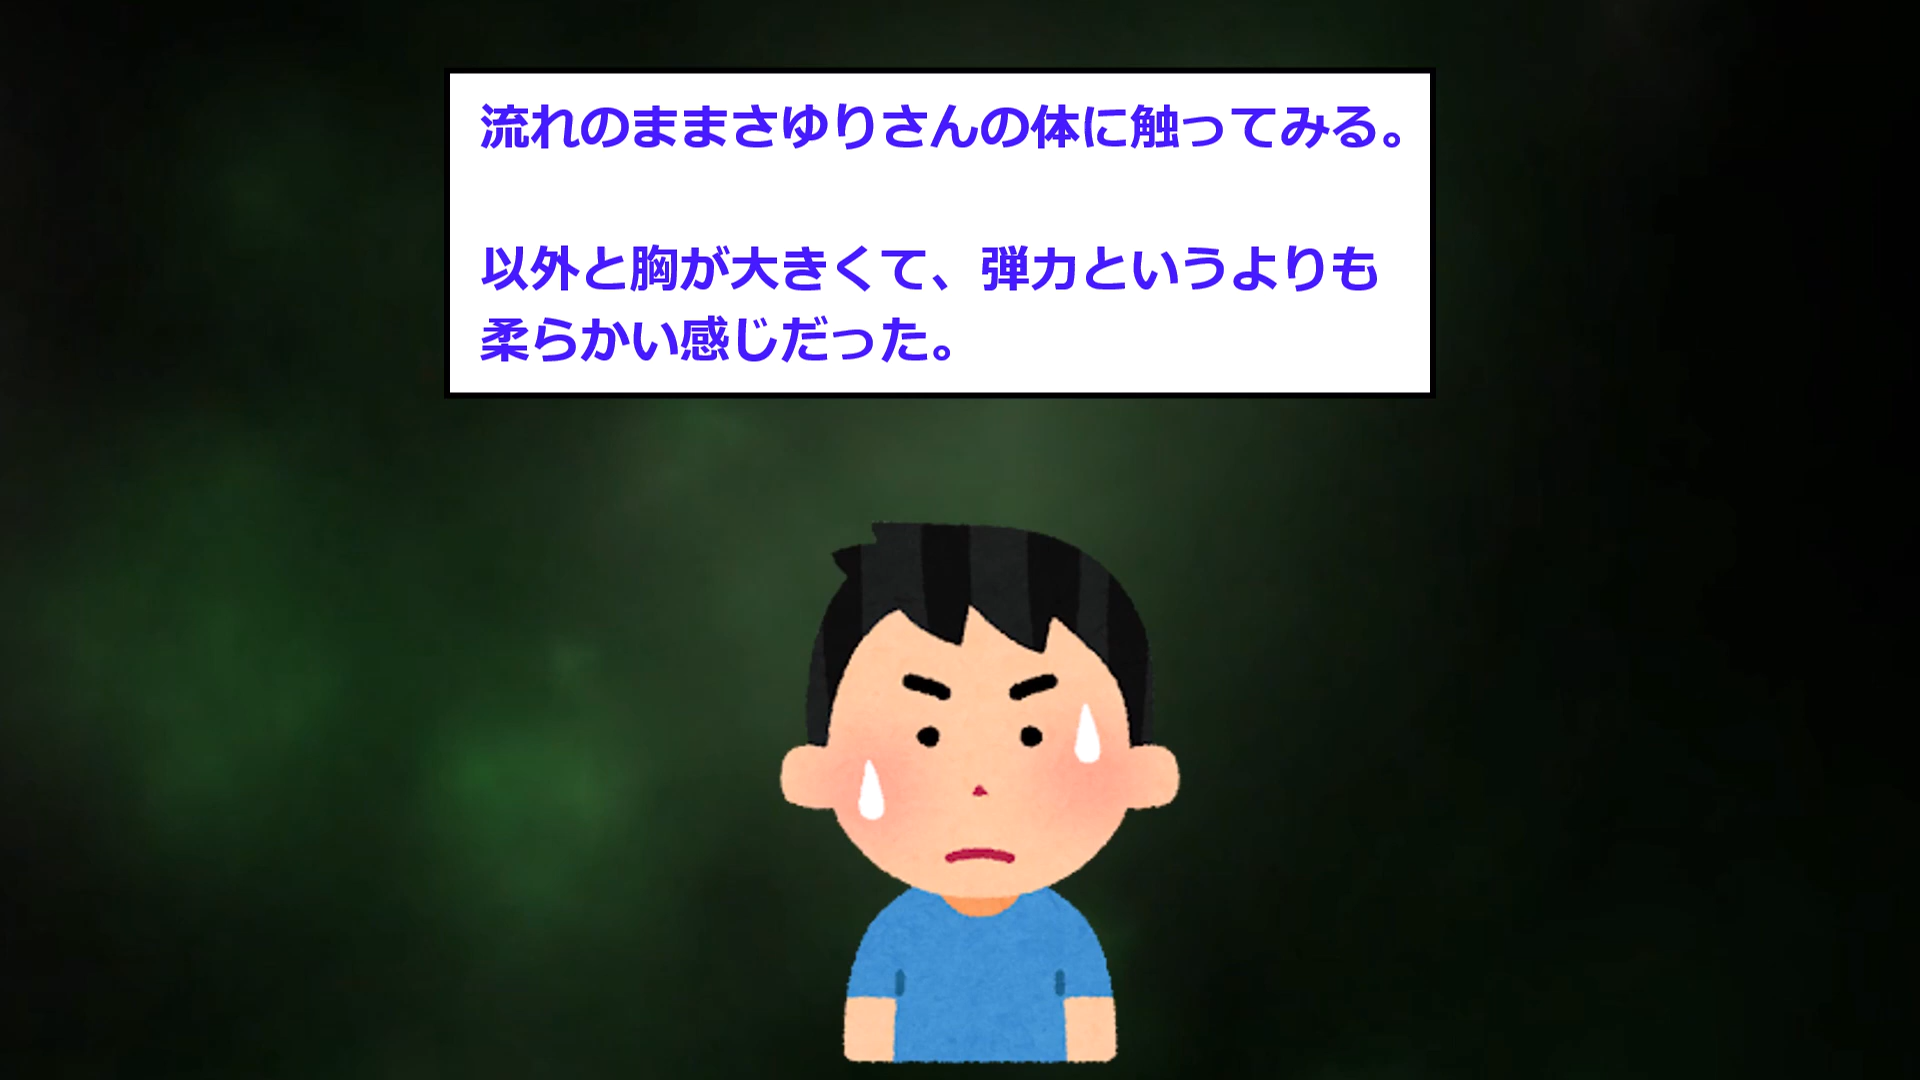 流れのままさゆりさんの体に触ってみる。
以外と胸が大きくて、弾力というよりも
柔らかい感じだった。